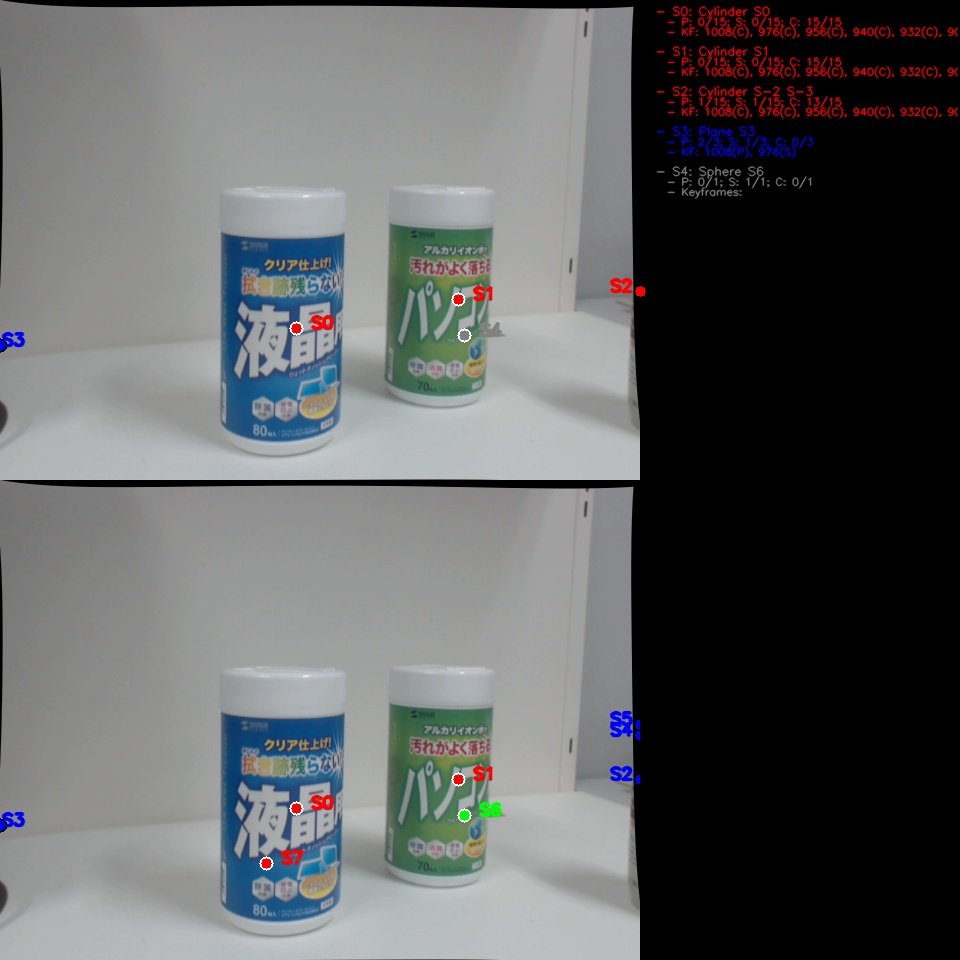 - S0: Cylinder S0
- P: 0/15; S: 0/15; C: 15/15
- KF: 1008(C), 976(C), 956(C), 940(C), 932(C), 90
- S1: Cylinder S1
- P: 0/15; S: 0/15; C: 15/15
- KF: 1008(C), 976(C), 956(C), 940(C), 932(C), 90
- S2: Cylinder S-2 S-3
- P: 1/15; S: 1/15; C: 13/15
- KF: 1008(C), 976(C), 956(C), 940(C), 932(C), 90
- S3: Plane S3
- P: 2/3; S: 1/3; C: 0/3
- KF: 1008(P), 976(S)
- S4: Sphere S6
- P: 0/1; S: 1/1; C: 0/1
- Keyframes:
クリア仕上げ!
拭き跡残らない
液晶用
80枚入
アルカリイオン水で
汚れがよく落ちる
パソコン
70枚入
S0
S1
S2
S3
S4
クリア仕上げ!
拭き跡残らない
液晶用
80枚入
アルカリイオン水で
汚れがよく落ちる
パソコン
70枚入
S0
S1
S5
S4
S2
S3
S6
S7